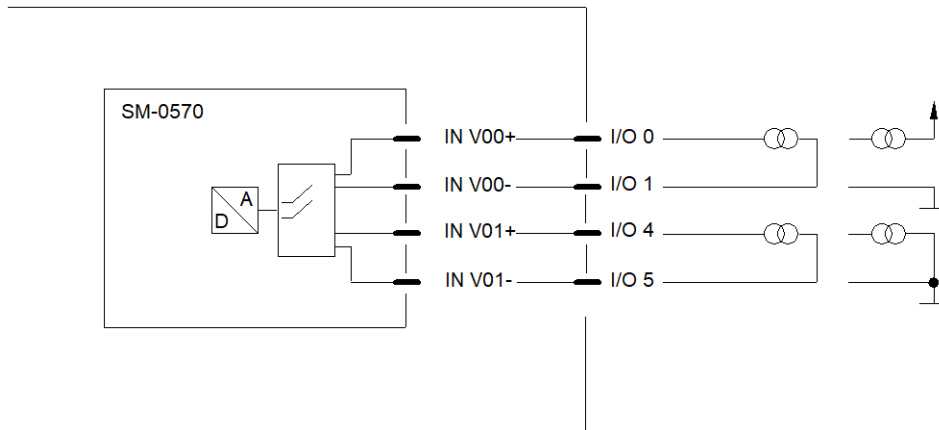 SM-0570
IN V00+ I/O 0
IN V00- I/O 1
A
D
IN V01+ I/O 4
IN V01- I/O 5